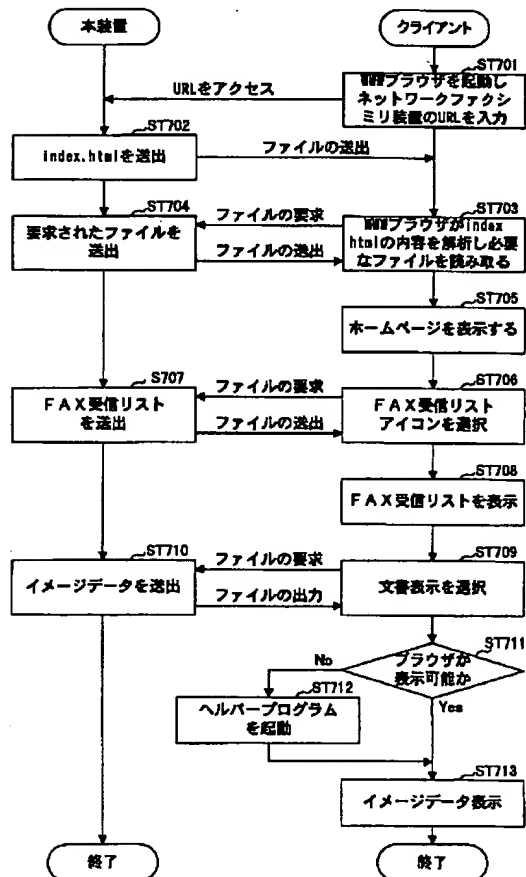 本装置
クライアント
ST701
WWWブラウザを起動し
ネットワークファクシ
ミリ装置のURLを入力
URLをアクセス
ST702
index.htmlを送出
ファイルの送出
ST704
要求されたファイルを
送出
ファイルの要求
ファイルの送出
ST703
WWWブラウザがindex
htmlの内容を解析し必要
なファイルを読み取る
ST705
ホームページを表示する
S707
FAX受信リスト
を送出
ファイルの要求
ファイルの送出
ST706
FAX受信リスト
アイコンを選択
ST708
FAX受信リストを表示
ST710
イメージデータを送出
ファイルの要求
ファイルの出力
ST709
文書表示を選択
ST711
ブラウザが
表示可能か
No
Yes
ST712
ヘルパープログラム
を起動
ST713
イメージデータ表示
終了
終了